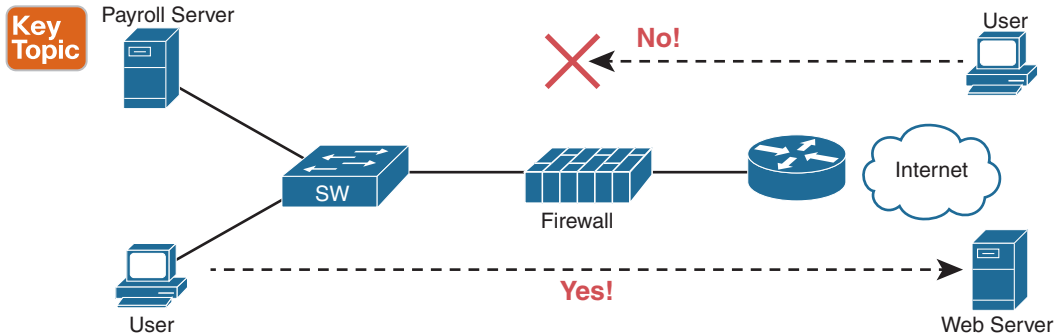 Key
Topic
Payroll Server
User
No!
SW
Firewall
Internet
Yes!
User
Web Server